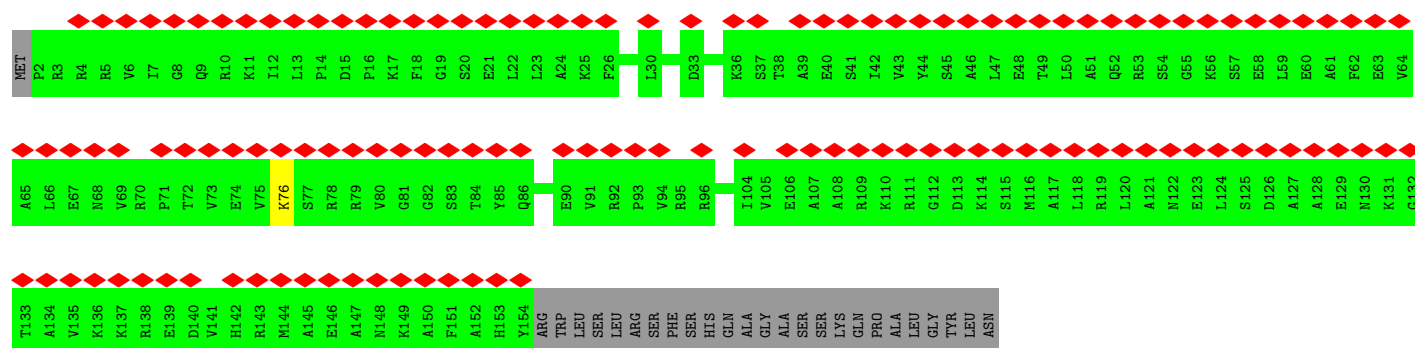 MET P2 R3 R4 R5 V6 I7 G8 Q9 R10 K11 I12 L13 P14 D15 P16 K17 F18 G19 S20 E21 L22 L23 A24 K25 F26 L30 D33 K36 S37 T38 A39 E40 S41 I42 V43 Y44 S45 A46 L47 E48 T49 L50 A51 Q52 R53 S54 G55 K56 S57 E58 L59 E60 A61 F62 E63 V64
A65 L66 E67 N68 V69 R70 P71 T72 V73 E74 V75 K76 S77 R78 R79 V80 G81 G82 S83 T84 Y85 Q86 E90 V91 R92 P93 V94 R95 R96 I104 V105 E106 A107 A108 R109 K110 R111 G112 D113 K114 S115 M116 A117 L118 R119 L120 A121 N122 E123 L124 S125 D126 A127 A128 E129 N130 K131 G132
T133 A134 V135 K136 K137 R138 E139 D140 V141 H142 R143 M144 A145 E146 A147 N148 K149 A150 F151 A152 H153 Y154 ARG TRP LEU SER LEU ARG SER PHE SER HIS GLN ALA GLY ALA SER SER LYS GLN PRO ALA LEU GLY TYR LEU ASN